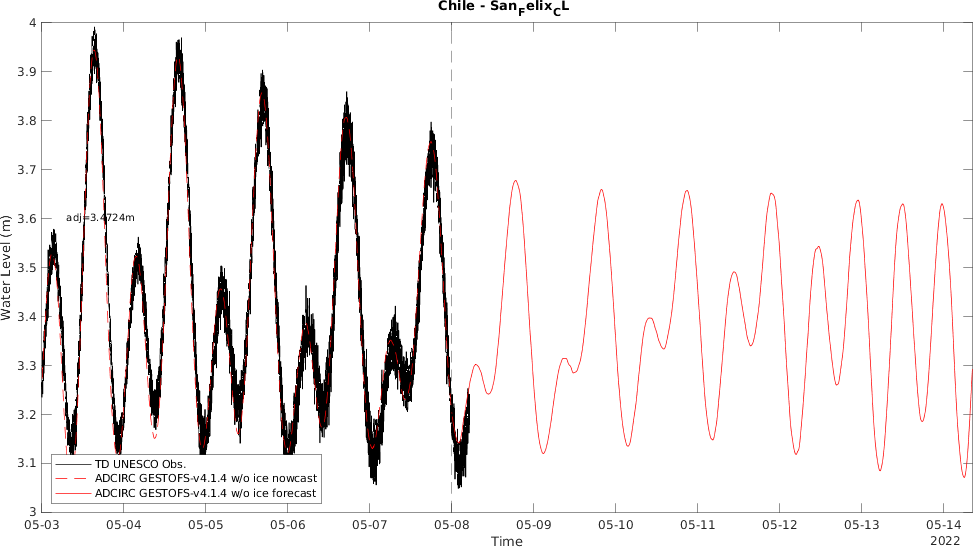 Chile - San_Felix_CL
4
3.9
3.8
3.7
3.6
3.5
3.4
3.3
3.2
3.1
3
Water Level (m)
adj=3.4724m
TD UNESCO Obs.
ADCIRC GESTOFS-v4.1.4 w/o ice nowcast
ADCIRC GESTOFS-v4.1.4 w/o ice forecast
05-03 05-04 05-05 05-06 05-07 05-08 05-09 05-10 05-11 05-12 05-13 05-14
Time 2022